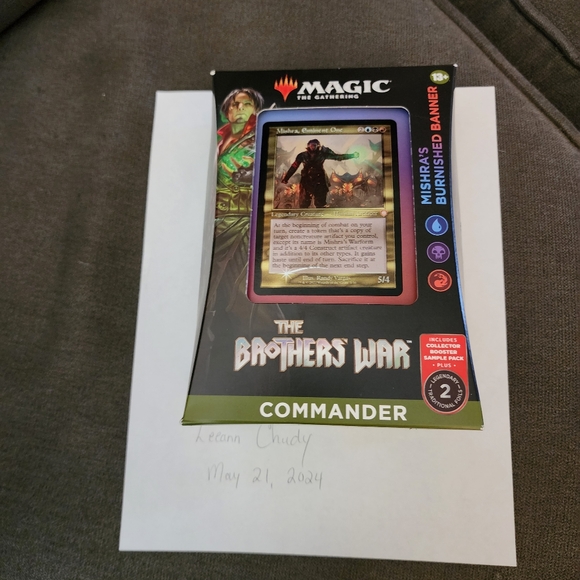 MAGIC
THE GATHERING
13+
MISHRA'S
BURNISHED BANNER
Mishra, Eminent One
Legendary Creature
At the beginning of combat on your
turn, create a token that's a copy of
target noncreature artifact you control,
except its name is Mishra's Warform
and it's a 4/4 Construct artifact creature
in addition to its other types. It gains
haste until end of turn. Sacrifice it at
the beginning of the next end step.
5/4
THE
BROTHERS' WAR
INCLUDES
COLLECTOR
BOOSTER
SAMPLE PACK
- PLUS -
LEGENDARY
2
TRADITIONAL FOILS
COMMANDER
Leeann Chudy
May 21, 2024